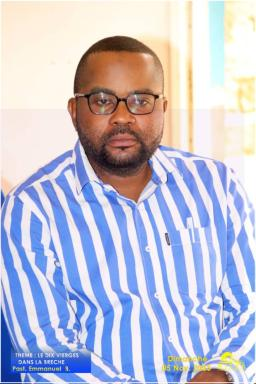 THEME : LE DIX VIERGES
DANS LA BRECHE
Past. Emmanuel B.
Dimanche
05 Nov.